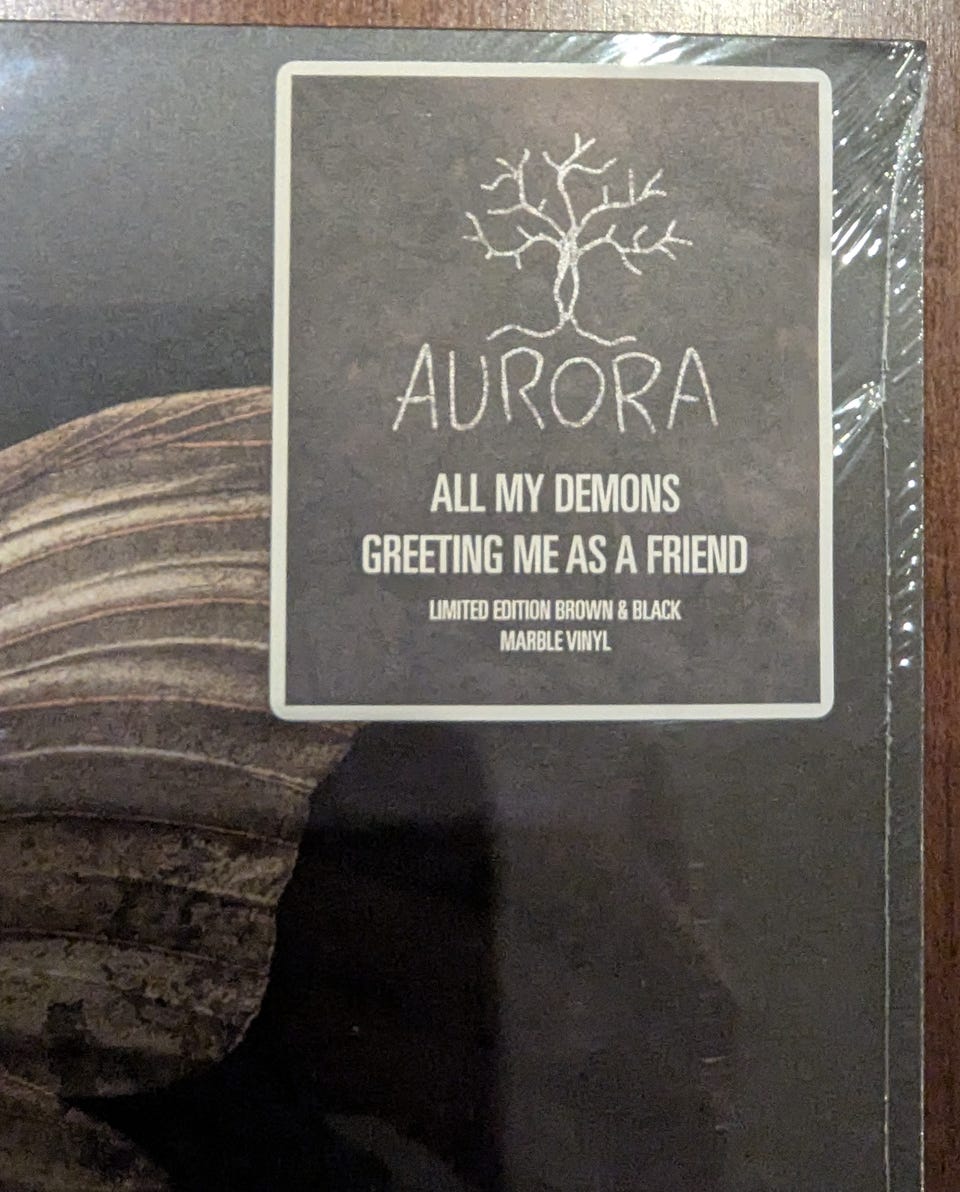 AURORA
ALL MY DEMONS
GREETING ME AS A FRIEND
LIMITED EDITION BROWN & BLACK
MARBLE VINYL